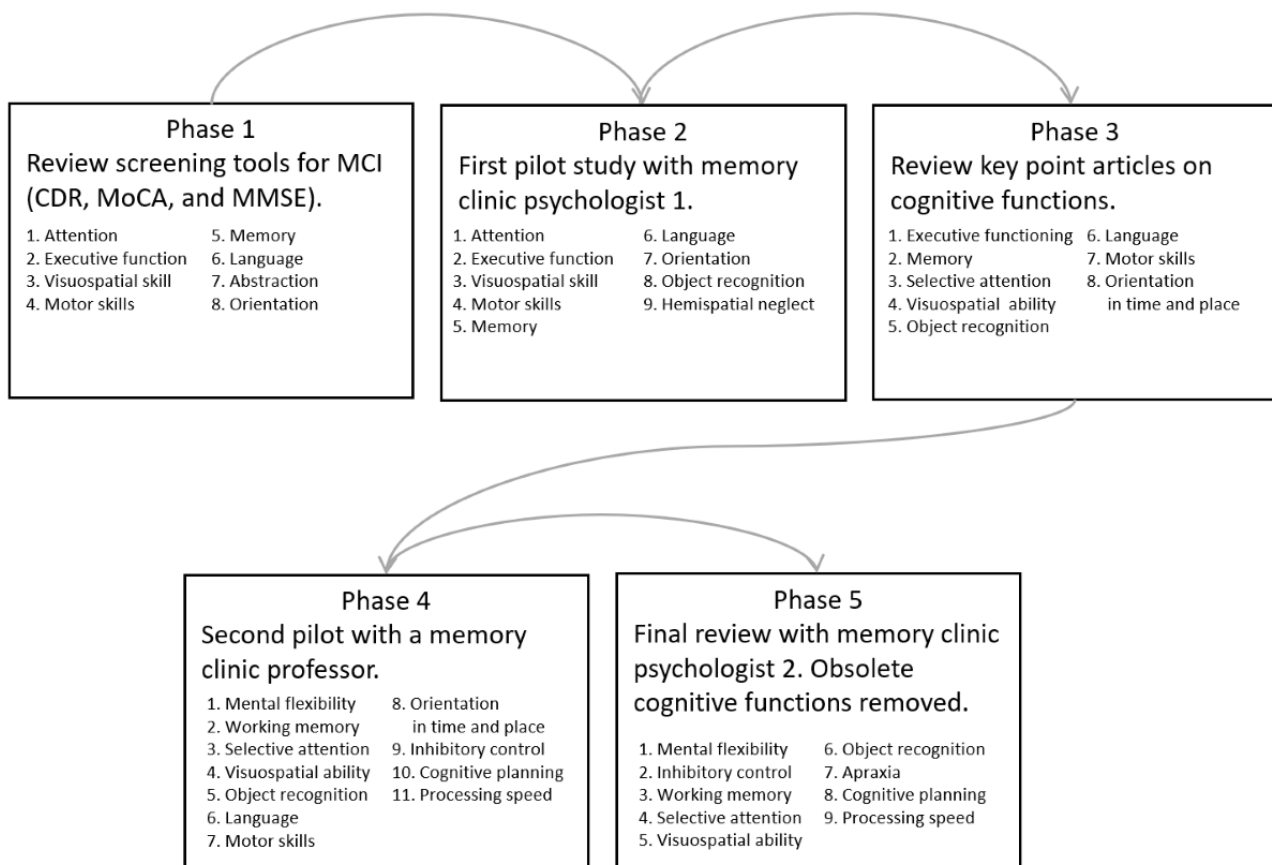 Phase 1
Review screening tools for MCI
(CDR, MoCA, and MMSE).
1. Attention
2. Executive function
3. Visuospatial skill
4. Motor skills
5. Memory
6. Language
7. Abstraction
8. Orientation
Phase 2
First pilot study with memory
clinic psychologist 1.
1. Attention
2. Executive function
3. Visuospatial skill
4. Motor skills
5. Memory
6. Language
7. Orientation
8. Object recognition
9. Hemispatial neglect
Phase 3
Review key point articles on
cognitive functions.
1. Executive functioning
2. Memory
3. Selective attention
4. Visuospatial ability
5. Object recognition
6. Language
7. Motor skills
8. Orientation
in time and place
Phase 4
Second pilot with a memory
clinic professor.
1. Mental flexibility
2. Working memory
3. Selective attention
4. Visuospatial ability
5. Object recognition
6. Language
7. Motor skills
8. Orientation
in time and place
9. Inhibitory control
10. Cognitive planning
11. Processing speed
Phase 5
Final review with memory clinic
psychologist 2. Obsolete
cognitive functions removed.
1. Mental flexibility
2. Inhibitory control
3. Working memory
4. Selective attention
5. Visuospatial ability
6. Object recognition
7. Apraxia
8. Cognitive planning
9. Processing speed